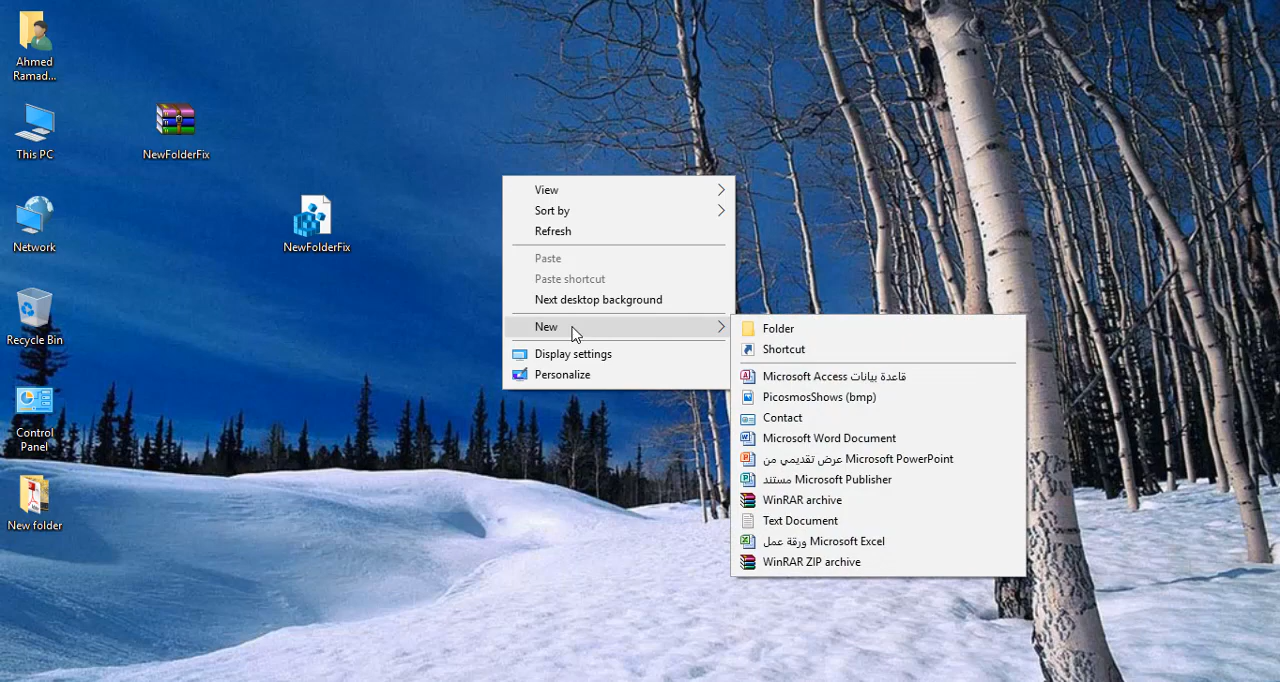 Ahmed
Ramad...
This PC
NewFolderFix
Network
NewFolderFix
Recycle Bin
Control
Panel
New folder
View
Sort by
Refresh
Paste
Paste shortcut
Next desktop background
New
Display settings
Personalize
Folder
Shortcut
قاعدة بيانات Microsoft Access
PicosmosShows (bmp)
Contact
Microsoft Word Document
عرض تقديمي من Microsoft PowerPoint
مستند Microsoft Publisher
WinRAR archive
Text Document
ورقة عمل Microsoft Excel
WinRAR ZIP archive